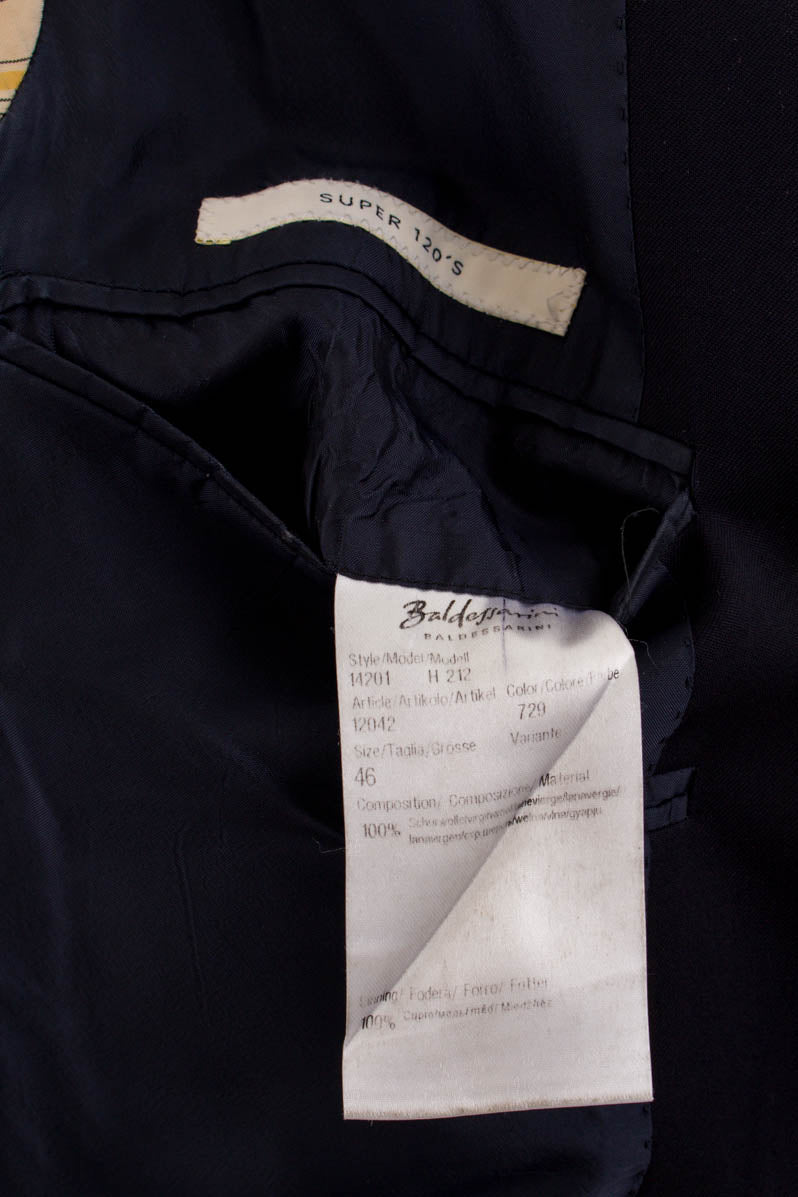 SUPER 120'S
Baldessarini
BALDESSARINI
Style/Model/Modell
14201 H 212
Article/Artikolo/Artikel Color/Colore/Farbe
12042 729
Size/Taglia/Grösse Variante
46
Composition/ Composizione/ Material
100%
Lining/ Fodera/ Forro/ Futter
100%